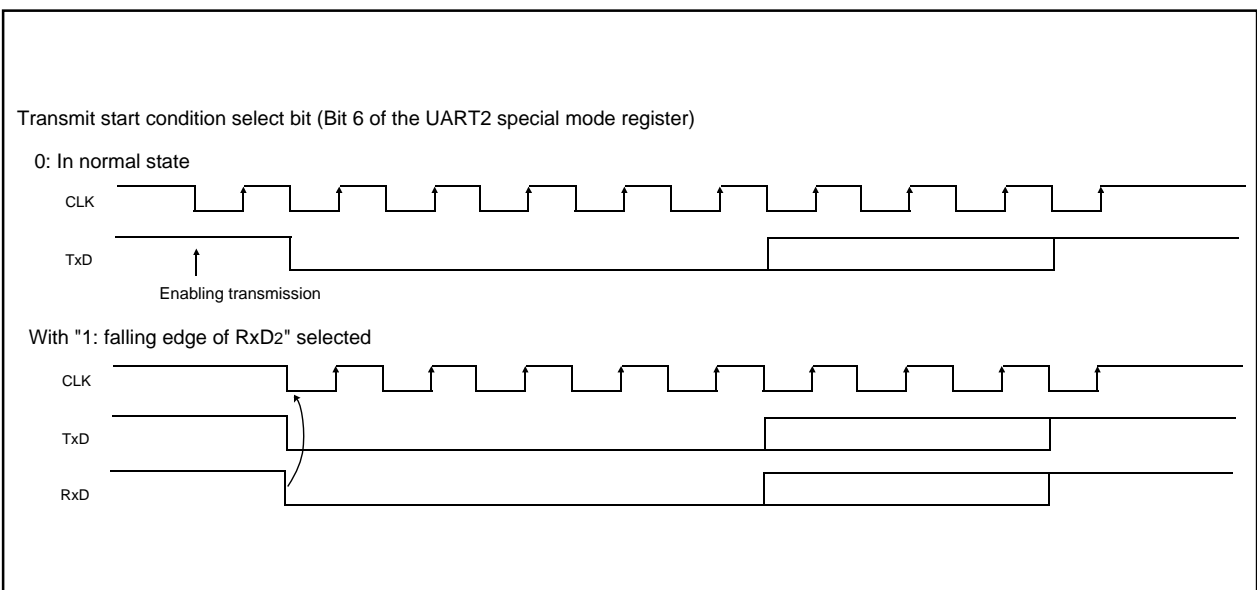 Transmit start condition select bit (Bit 6 of the UART2 special mode register)
0: In normal state
CLK
TxD
Enabling transmission
With "1: falling edge of RxD2" selected
CLK
TxD
RxD